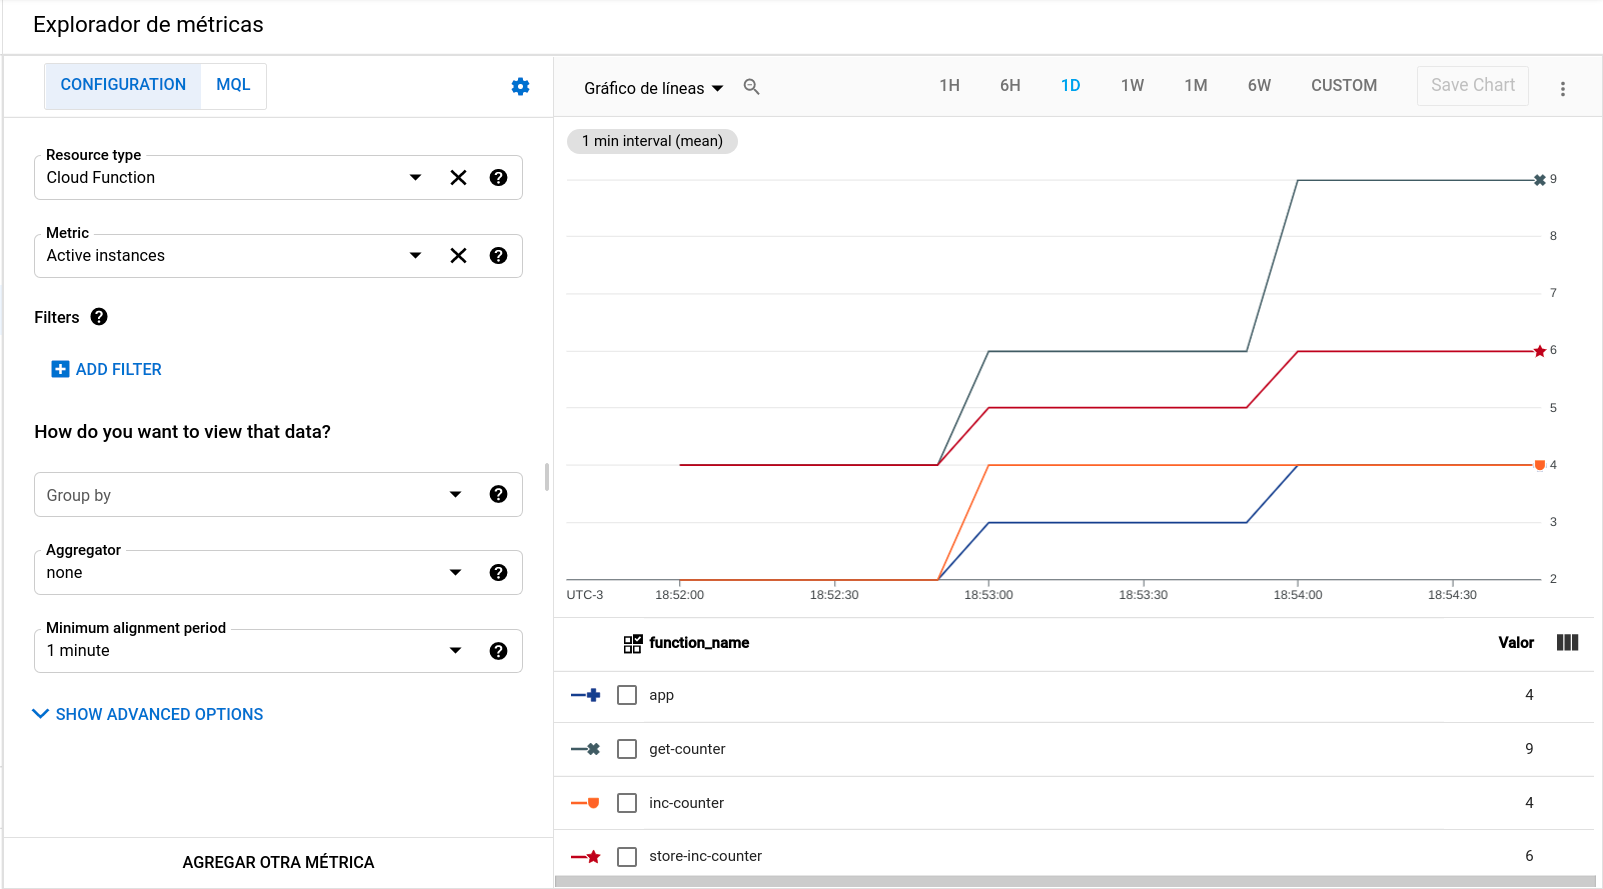 Explorador de métricas
CONFIGURATION
MQL
Resource type
Cloud Function
Metric
Active instances
Filters
ADD FILTER
How do you want to view that data?
Group by
Aggregator
none
Minimum alignment period
1 minute
SHOW ADVANCED OPTIONS
AGREGAR OTRA MÉTRICA
Gráfico de líneas
1H 6H 1D 1W 1M 6W CUSTOM
Save Chart
1 min interval (mean)
9
8
7
6
5
4
3
2
UTC-3 18:52:00 18:52:30 18:53:00 18:53:30 18:54:00 18:54:30
function_name Valor
app 4
get-counter 9
inc-counter 4
store-inc-counter 6